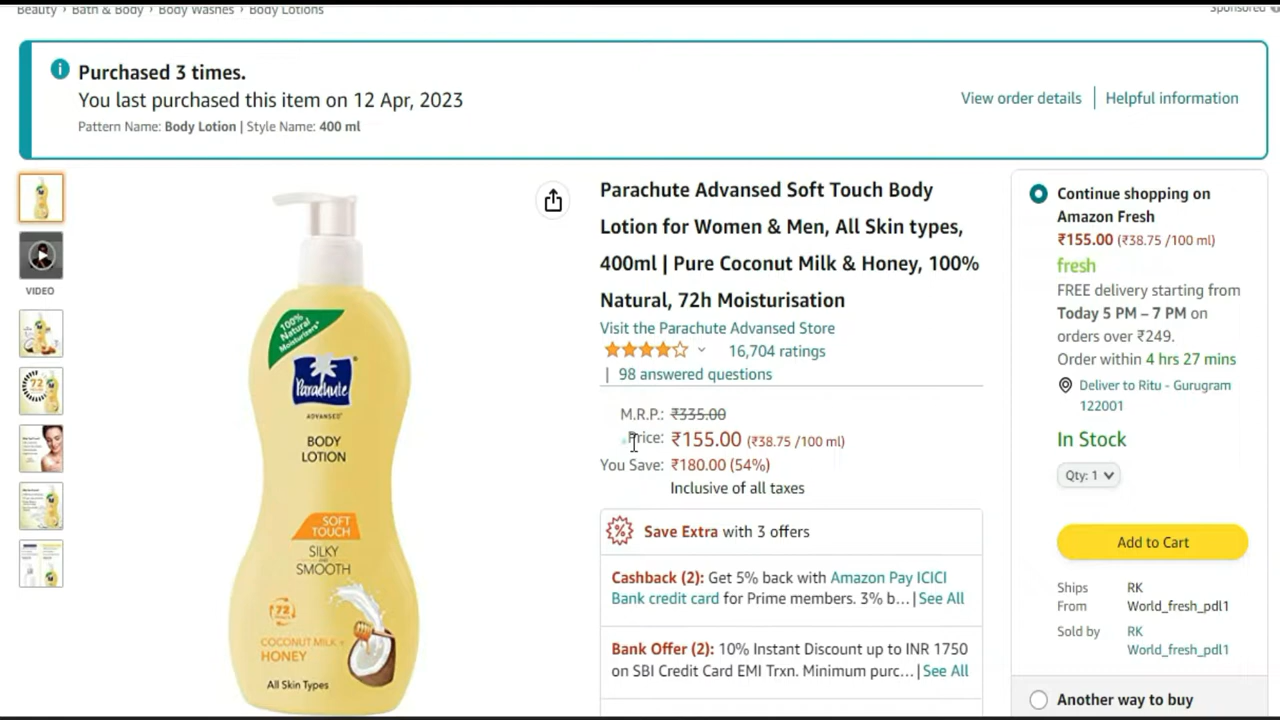 Beauty › Bath & Body › Body Washes › Body Lotions
Sponsored
Purchased 3 times.
You last purchased this item on 12 Apr, 2023
Pattern Name: Body Lotion | Style Name: 400 ml
View order details | Helpful information
VIDEO
72
100%
Natural
Moisturisers*
Parachute
ADVANSED
BODY
LOTION
SOFT
TOUCH
SILKY
AND
SMOOTH
72
COCONUT MILK +
HONEY
All Skin Types
Parachute Advansed Soft Touch Body
Lotion for Women & Men, All Skin types,
400ml | Pure Coconut Milk & Honey, 100%
Natural, 72h Moisturisation
Visit the Parachute Advansed Store
16,704 ratings
| 98 answered questions
M.R.P.: ₹335.00
Price: ₹155.00 (₹38.75 /100 ml)
You Save: ₹180.00 (54%)
Inclusive of all taxes
Save Extra with 3 offers
Cashback (2): Get 5% back with Amazon Pay ICICI
Bank credit card for Prime members. 3% b... | See All
Bank Offer (2): 10% Instant Discount up to INR 1750
on SBI Credit Card EMI Trxn. Minimum purc... | See All
Continue shopping on
Amazon Fresh
₹155.00 (₹38.75 /100 ml)
fresh
FREE delivery starting from
Today 5 PM – 7 PM on
orders over ₹249.
Order within 4 hrs 27 mins
Deliver to Ritu - Gurugram
122001
In Stock
Qty: 1
Add to Cart
Ships From RK World_fresh_pdl1
Sold by RK World_fresh_pdl1
Another way to buy